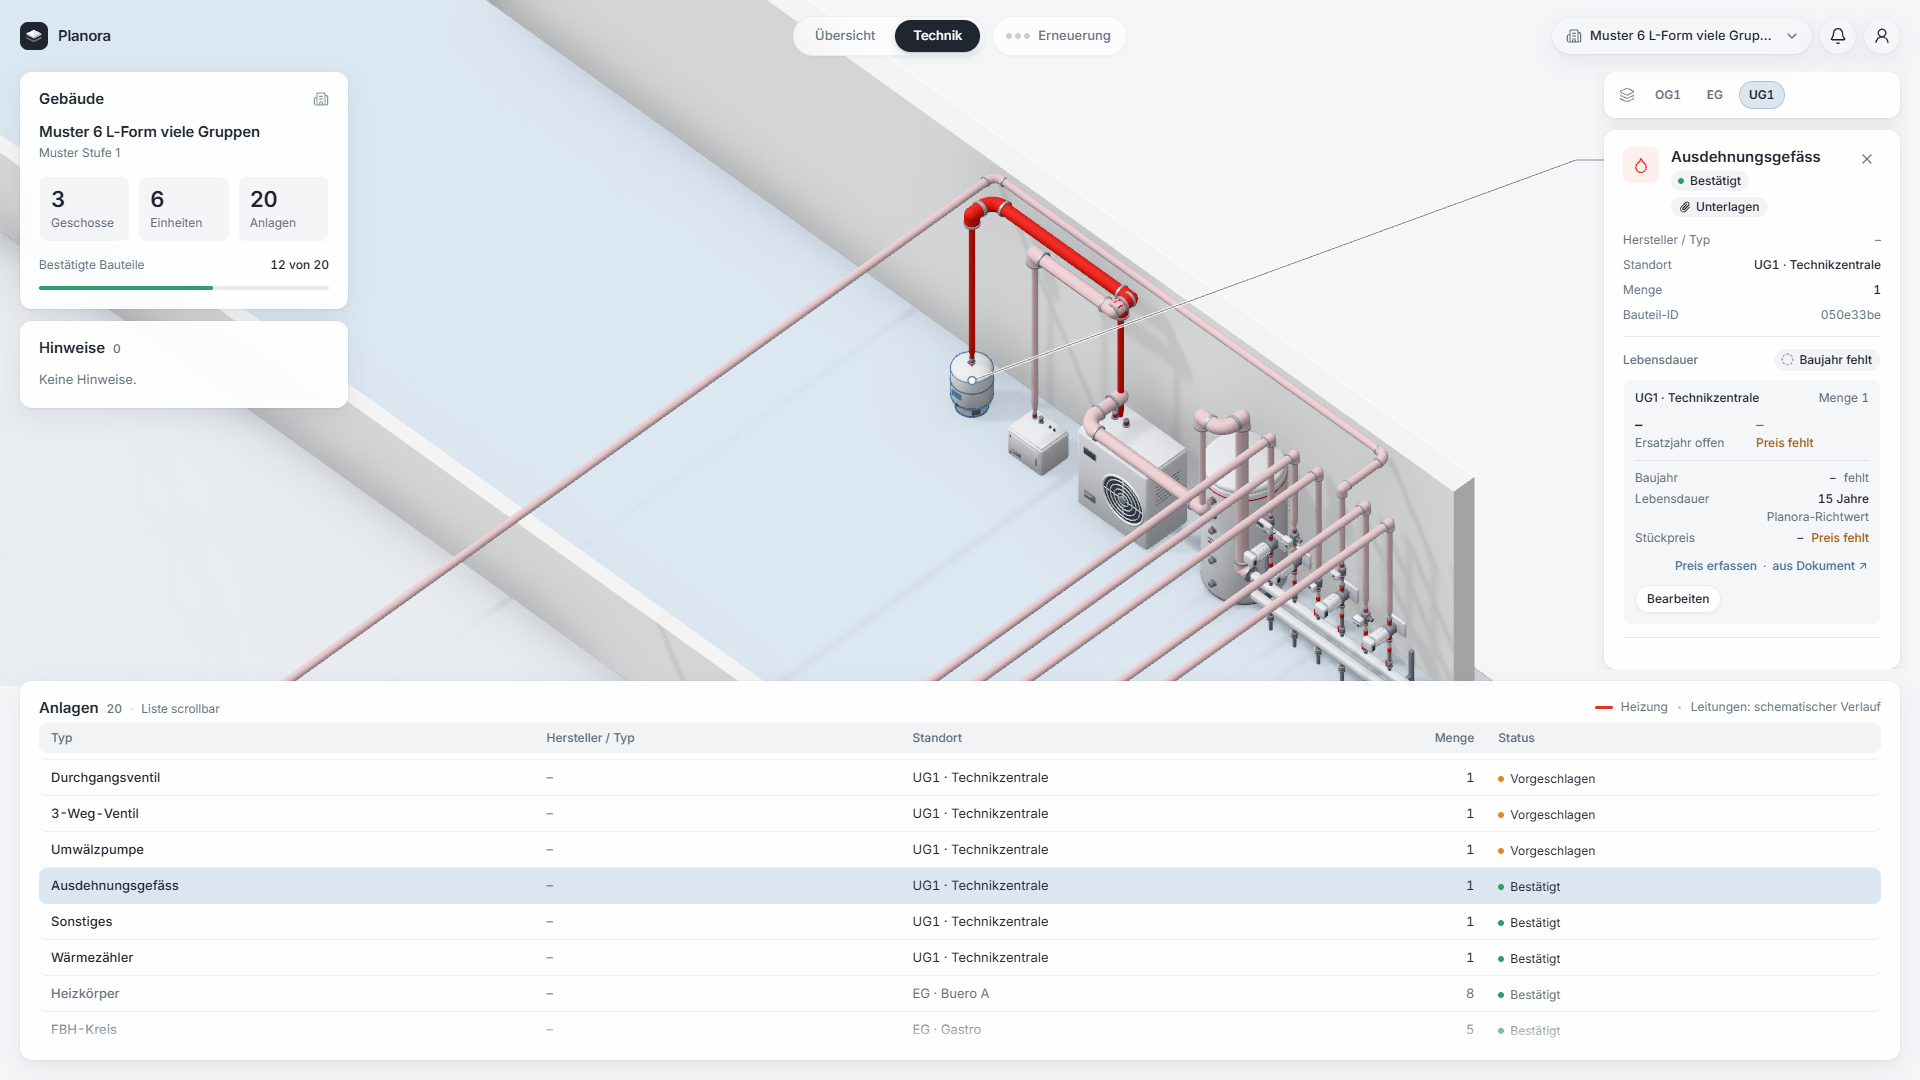 Planora
Übersicht
Technik
Erneuerung
Muster 6 L-Form viele Grup...
Gebäude
Muster 6 L-Form viele Gruppen
Muster Stufe 1
3 6 20
Geschosse Einheiten Anlagen
Bestätigte Bauteile 12 von 20
Hinweise 0
Keine Hinweise.
OG1 EG UG1
Ausdehnungsgefäss
Bestätigt
Unterlagen
Hersteller / Typ –
Standort UG1 · Technikzentrale
Menge 1
Bauteil-ID 050e33be
Lebensdauer Baujahr fehlt
UG1 · Technikzentrale Menge 1
– –
Ersatzjahr offen Preis fehlt
Baujahr – fehlt
Lebensdauer 15 Jahre
Planora-Richtwert
Stückpreis – Preis fehlt
Preis erfassen · aus Dokument ↗
Bearbeiten
Anlagen 20 · Liste scrollbar
Heizung · Leitungen: schematischer Verlauf
Typ Hersteller / Typ Standort Menge Status
Durchgangsventil – UG1 · Technikzentrale 1 Vorgeschlagen
3-Weg-Ventil – UG1 · Technikzentrale 1 Vorgeschlagen
Umwälzpumpe – UG1 · Technikzentrale 1 Vorgeschlagen
Ausdehnungsgefäss – UG1 · Technikzentrale 1 Bestätigt
Sonstiges – UG1 · Technikzentrale 1 Bestätigt
Wärmezähler – UG1 · Technikzentrale 1 Bestätigt
Heizkörper – EG · Buero A 8 Bestätigt
FBH-Kreis – EG · Gastro 5 Bestätigt